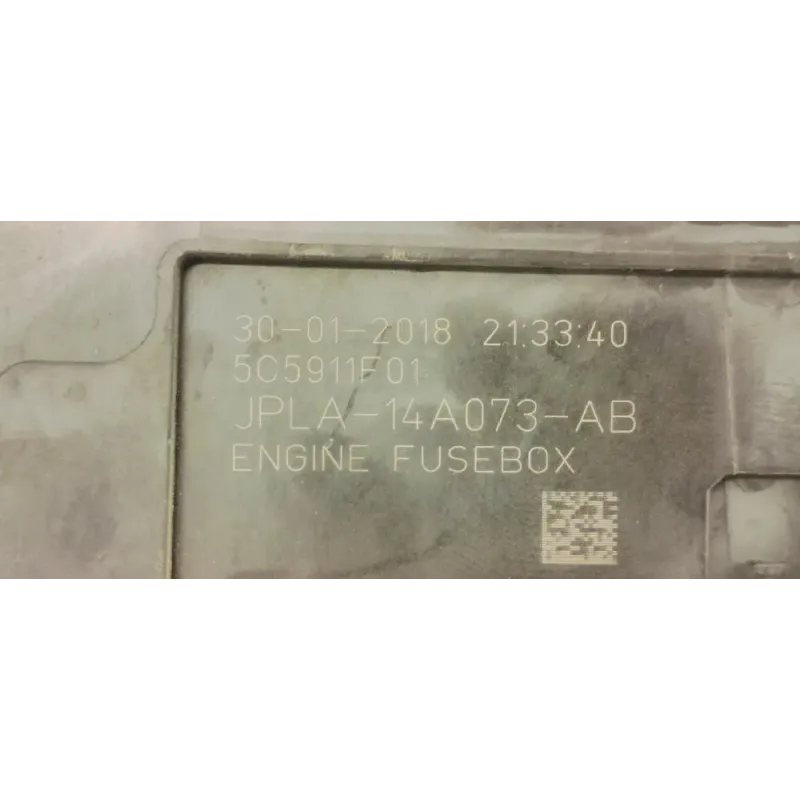 30-01-2018 21:33:40
5C5911F01
JPLA-14A073-AB
ENGINE FUSEBOX